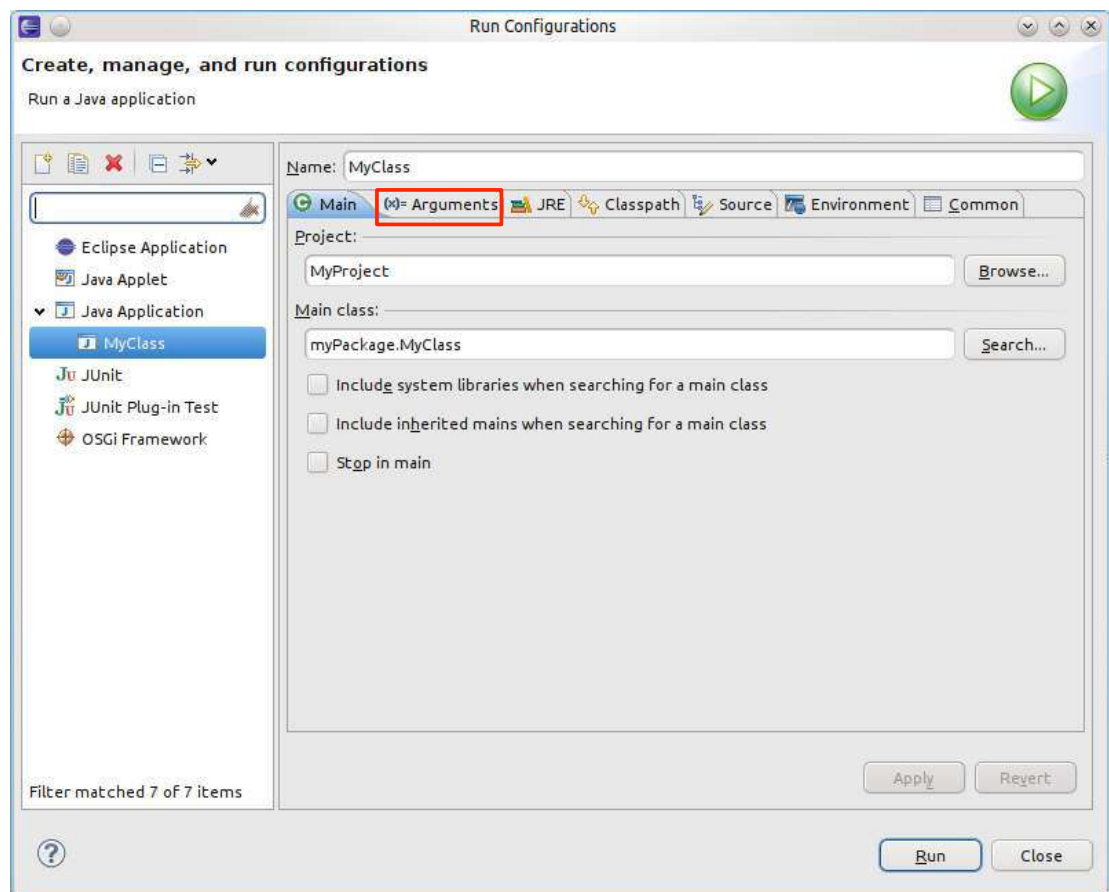 Run Configurations
Create, manage, and run configurations
Run a Java application
Name: MyClass
Main (x)= Arguments JRE Classpath Source Environment Common
Eclipse Application
Java Applet
Java Application
MyClass
JUnit
JUnit Plug-in Test
OSGi Framework
Filter matched 7 of 7 items
Project:
MyProject
Browse...
Main class:
myPackage.MyClass
Search...
Include system libraries when searching for a main class
Include inherited mains when searching for a main class
Stop in main
Apply Revert
Run Close